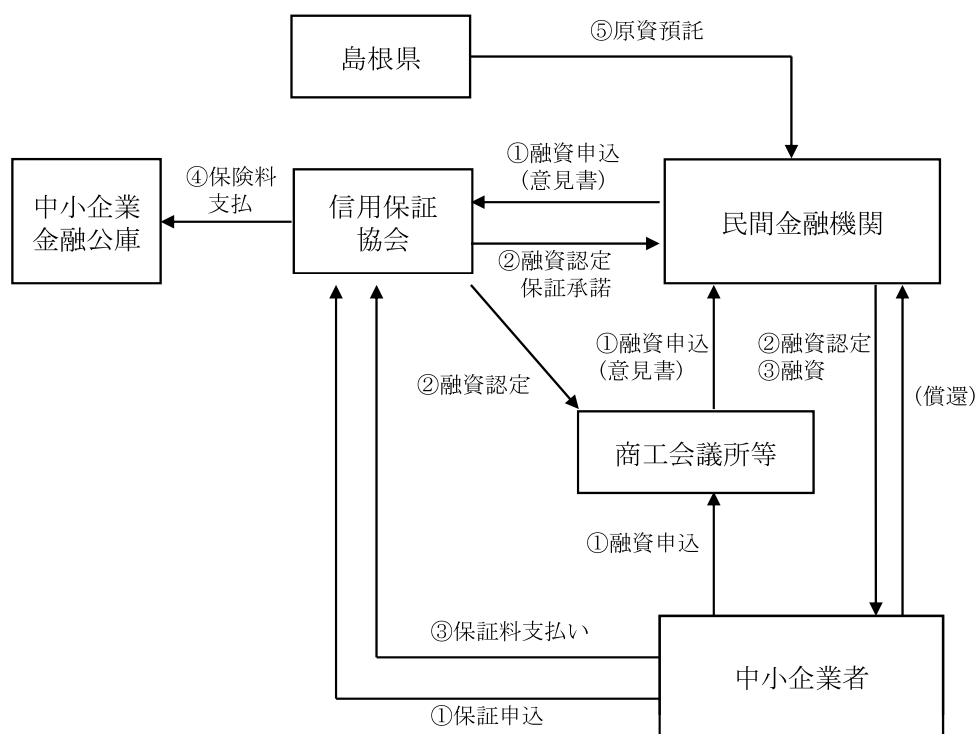 ⑤原資預託
島根県
①融資申込
(意見書)
④保険料
支払
中小企業
金融公庫
信用保証
協会
民間金融機関
②融資認定
保証承諾
①融資申込
(意見書)
②融資認定
③融資
②融資認定
(償還)
商工会議所等
①融資申込
③保証料支払い
中小企業者
①保証申込